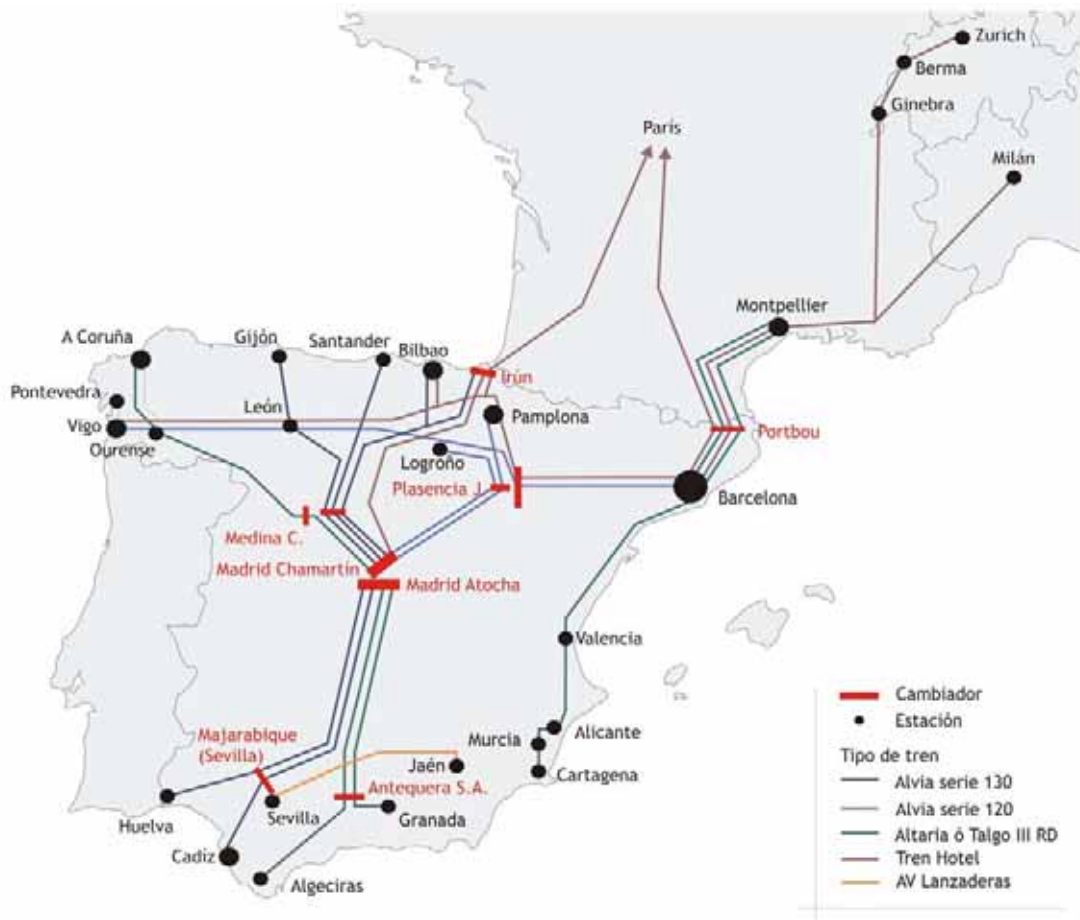 Zurich
Berma
Ginebra
París
Milán
Montpellier
A Coruña
Gijón
Santander
Bilbao
Irún
Pontevedra
León
Pamplona
Vigo
Ourense
Logroño
Portbou
Plasencia J.
Barcelona
Medina C.
Madrid Chamartín
Madrid Atocha
Valencia
Majarabique
(Sevilla)
Murcia
Alicante
Jaén
Cartagena
Antequera S.A.
Huelva
Sevilla
Granada
Cadíz
Algeciras
Cambiador
Estación
Tipo de tren
Alvia serie 130
Alvia serie 120
Altaria ó Talgo III RD
Tren Hotel
AV Lanzaderas